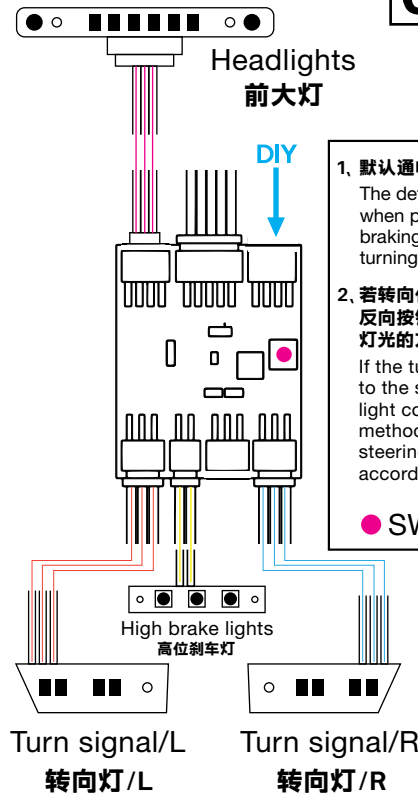 Headlights
前大灯
DIY
1、默认通
The def
when p
braking
turning
2、若转向
反向按
灯光的
If the tu
to the s
light co
method
steerin
accord
SW
High brake lights
高位刹车灯
Turn signal/L
转向灯/L
Turn signal/R
转向灯/R